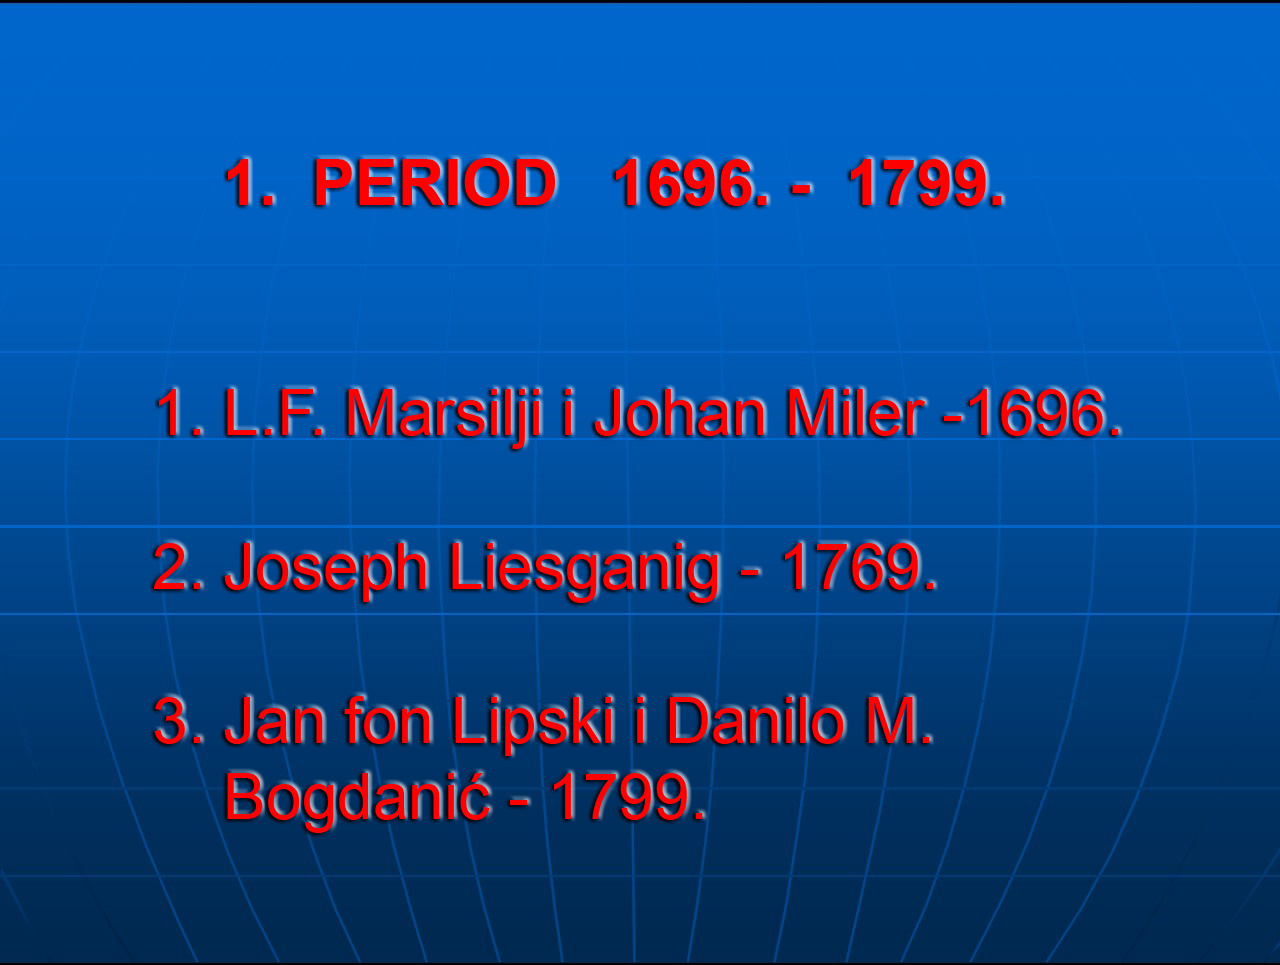 1. PERIOD 1696. - 1799.
1. L.F. Marsilji i Johan Miler -1696.
2. Joseph Liesganig - 1769.
3. Jan fon Lipski i Danilo M.
Bogdanić - 1799.